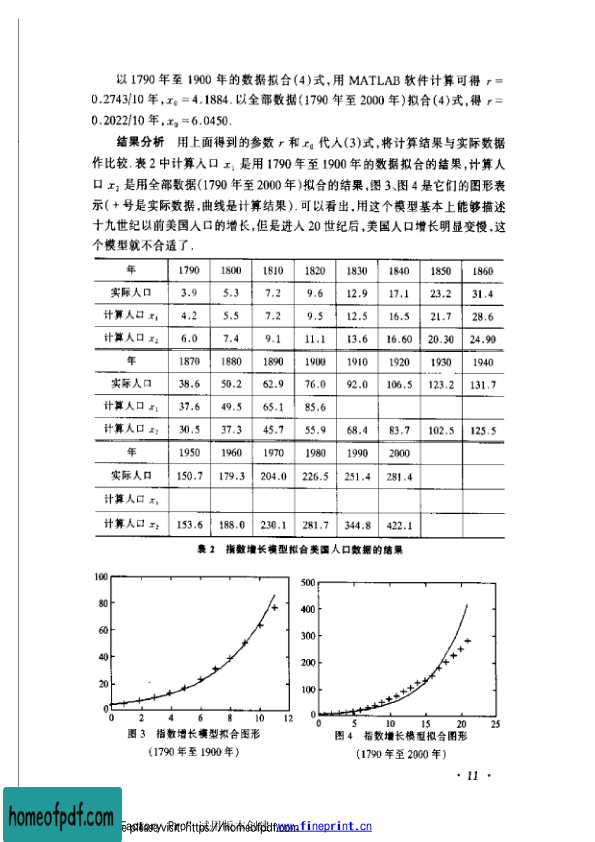 以 1790 年至 1900 年的数据拟合(4)式,用 MATLAB 软件计算可得 r =
0.2743/10 年, x₀ = 4.1884. 以全部数据(1790 年至 2000 年)拟合(4)式,得 r =
0.2022/10 年, x₀ = 6.0450.
结果分析 用上面得到的参数 r 和 x₀ 代入(3)式,将计算结果与实际数据
作比较. 表 2 中计算人口 x₁ 是用 1790 年至 1900 年的数据拟合的结果,计算人
口 x₂ 是用全部数据(1790 年至 2000 年)拟合的结果,图 3、图 4 是它们的图形表
示(+ 号是实际数据,曲线是计算结果). 可以看出,用这个模型基本上能够描述
十九世纪以前美国人口的增长,但是进入 20 世纪后,美国人口增长明显变慢,这
个模型就不合适了.
年 1790 1800 1810 1820 1830 1840 1850 1860
实际人口 3.9 5.3 7.2 9.6 12.9 17.1 23.2 31.4
计算人口 x₁ 4.2 5.5 7.2 9.5 12.5 16.5 21.7 28.6
计算人口 x₂ 6.0 7.4 9.1 11.1 13.6 16.60 20.30 24.90
年 1870 1880 1890 1900 1910 1920 1930 1940
实际人口 38.6 50.2 62.9 76.0 92.0 106.5 123.2 131.7
计算人口 x₁ 37.6 49.5 65.1 85.6
计算人口 x₂ 30.5 37.3 45.7 55.9 68.4 83.7 102.5 125.5
年 1950 1960 1970 1980 1990 2000
实际人口 150.7 179.3 204.0 226.5 251.4 281.4
计算人口 x₁
计算人口 x₂ 153.6 188.0 230.1 281.7 344.8 422.1
表 2 指数增长模型拟合美国人口数据的结果
100
80
60
40
20
0
0 2 4 6 8 10 12
图 3 指数增长模型拟合图形
(1790 年至 1900 年)
500
400
300
200
100
0
0 5 10 15 20 25
图 4 指数增长模型拟合图形
(1790 年至 2000 年)
· 11 ·
homeofpdf.com
Factory Pro" 试用版本创建 www.fineprint.cn
please visit: https://homeofpdf.com